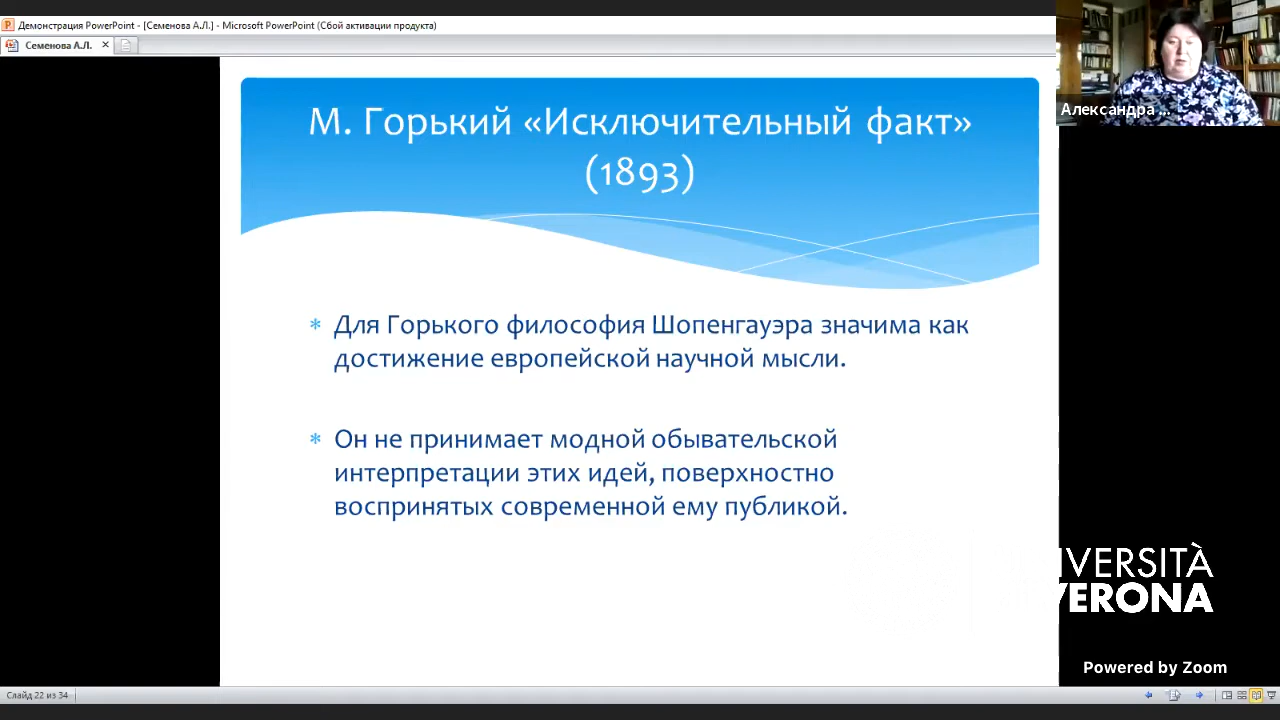 Демонстрация PowerPoint - [Семенова А.Л.] - Microsoft PowerPoint (Сбой активации продукта)
Семенова А.Л.
Александра ...
М. Горький «Исключительный факт»
(1893)
* Для Горького философия Шопенгауэра значима как
достижение европейской научной мысли.
* Он не принимает модной обывательской
интерпретации этих идей, поверхностно
воспринятых современной ему публикой.
IVERSITÀ
VERONA
Powered by Zoom
Слайд 22 из 34